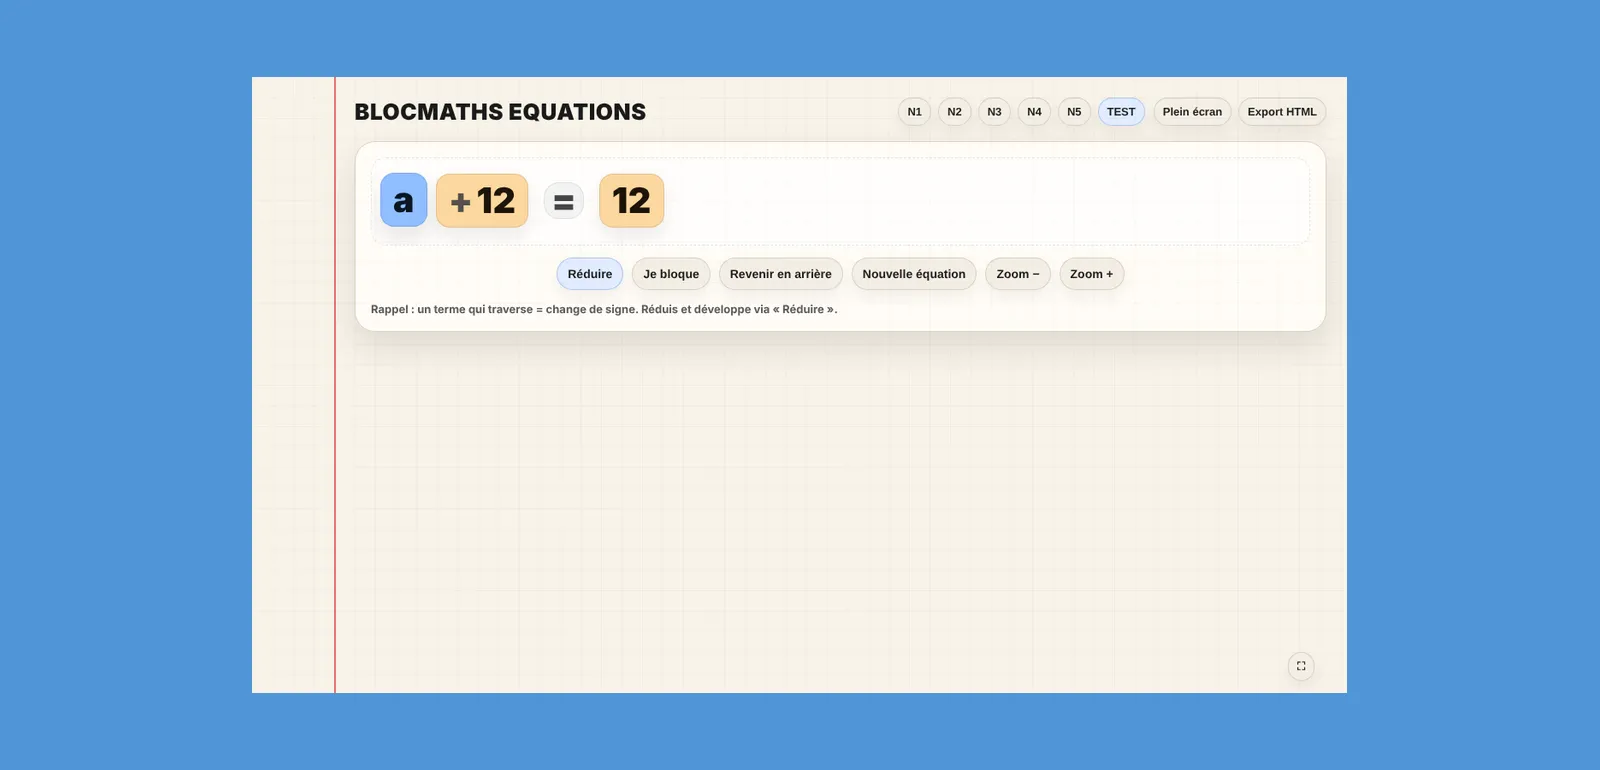 BLOCMATHS EQUATIONS
N1 N2 N3 N4 N5 TEST Plein écran Export HTML
a + 12 = 12
Réduire Je bloque Revenir en arrière Nouvelle équation Zoom − Zoom +
Rappel : un terme qui traverse = change de signe. Réduis et développe via « Réduire ».